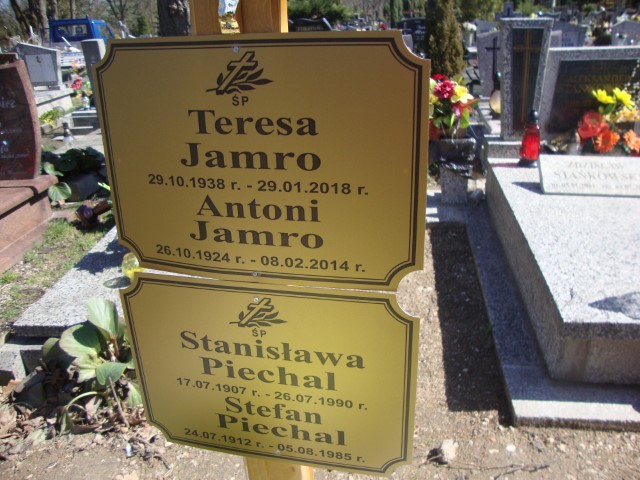 ŚP
Teresa
Jamro
29.10.1938 r. - 29.01.2018 r.
Antoni
Jamro
26.10.1924 r. - 08.02.2014 r.
ŚP
Stanisława
Piechal
17.07.1907 r. - 26.07.1990 r.
Stefan
Piechal
24.07.1912 r. - 05.08.1985 r.
STANKOWSKI